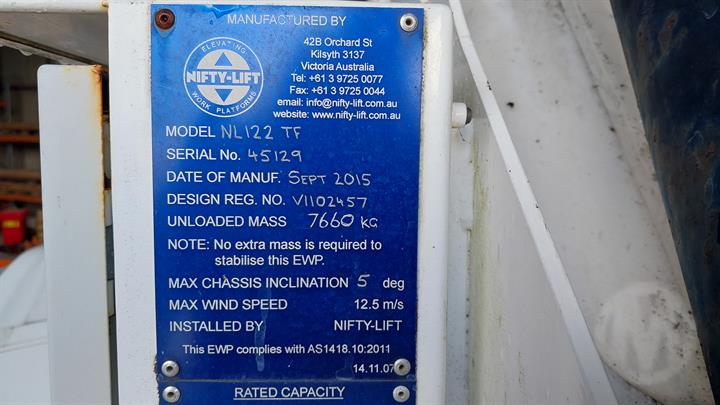 MANUFACTURED BY
ELEVATING
NIFTY-LIFT
WORK PLATFORMS
42B Orchard St
Kilsyth 3137
Victoria Australia
Tel: +61 3 9725 0077
Fax: +61 3 9725 0044
email: info@nifty-lift.com.au
website: www.nifty-lift.com.au
MODEL NL122 TF
SERIAL No. 45129
DATE OF MANUF. SEPT 2015
DESIGN REG. NO. V1102457
UNLOADED MASS 7660 KG
NOTE: No extra mass is required to
stabilise this EWP.
MAX CHASSIS INCLINATION 5 deg
MAX WIND SPEED 12.5 m/s
INSTALLED BY NIFTY-LIFT
This EWP complies with AS1418.10:2011
14.11.07
RATED CAPACITY